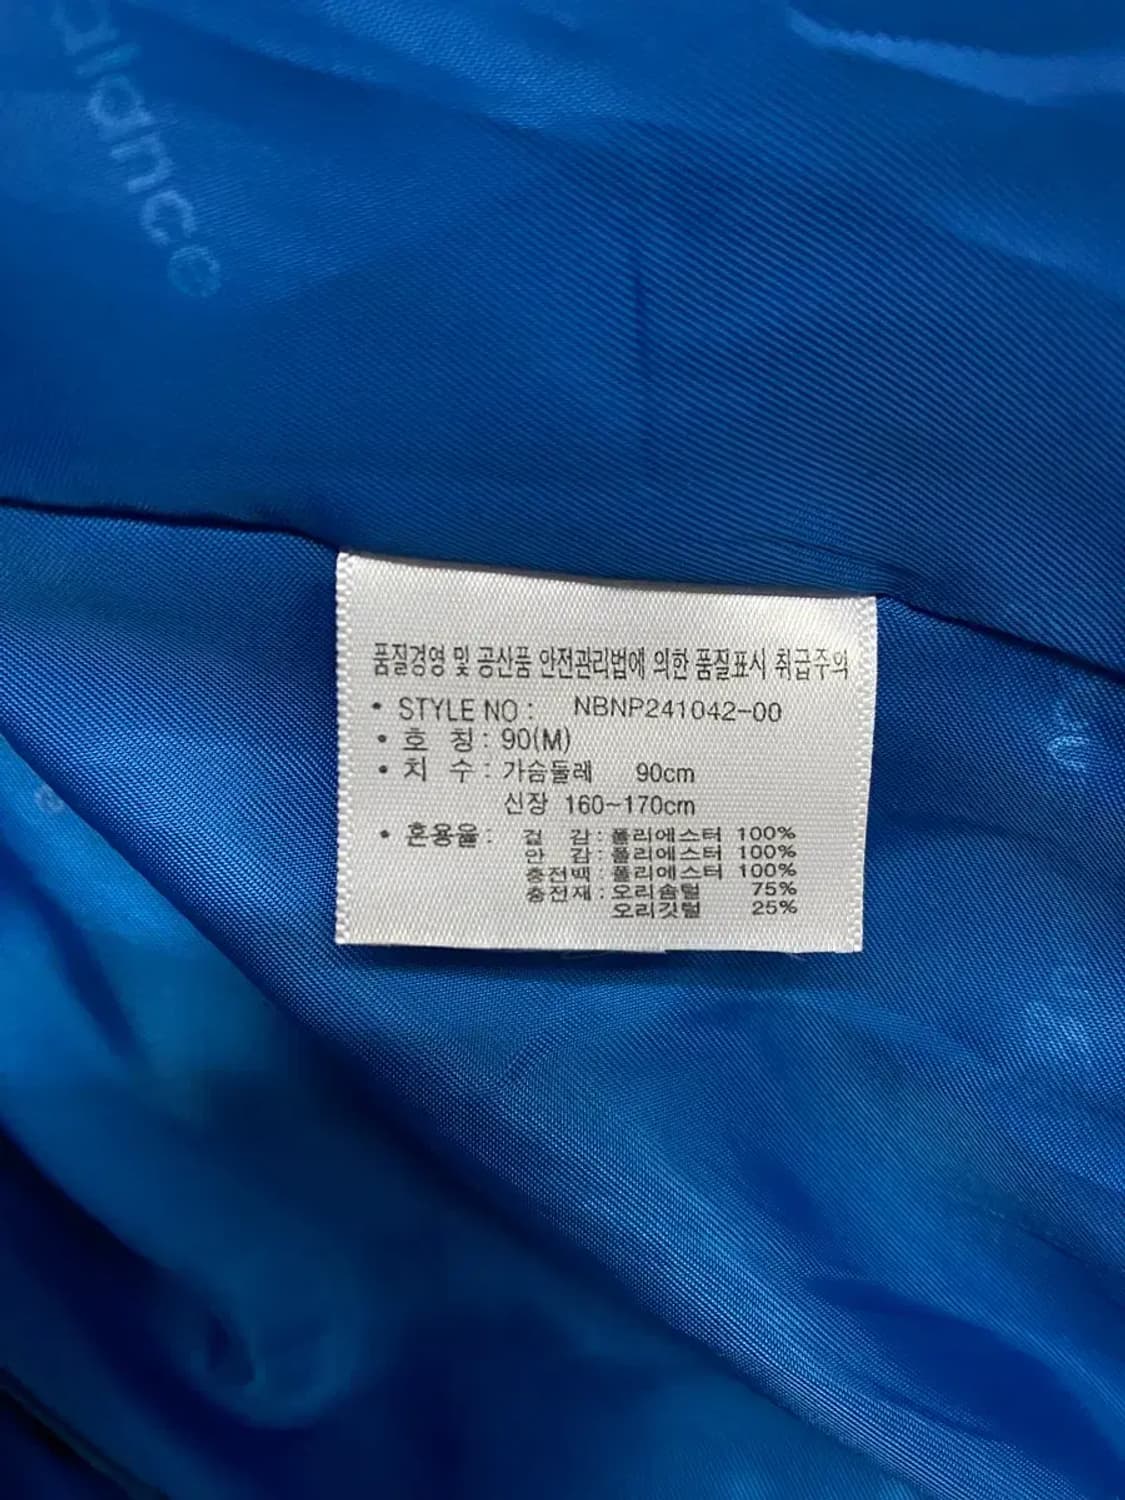 alance
품질경영 및 공산품 안전관리법에 의한 품질표시 취급주의
• STYLE NO : NBNP241042-00
• 호 칭 : 90(M)
• 치 수 : 가슴둘레 90cm
신장 160~170cm
• 혼용율 : 겉 감 : 폴리에스터 100%
안 감 : 폴리에스터 100%
충전백 : 폴리에스터 100%
충전재 : 오리솜털 75%
오리깃털 25%